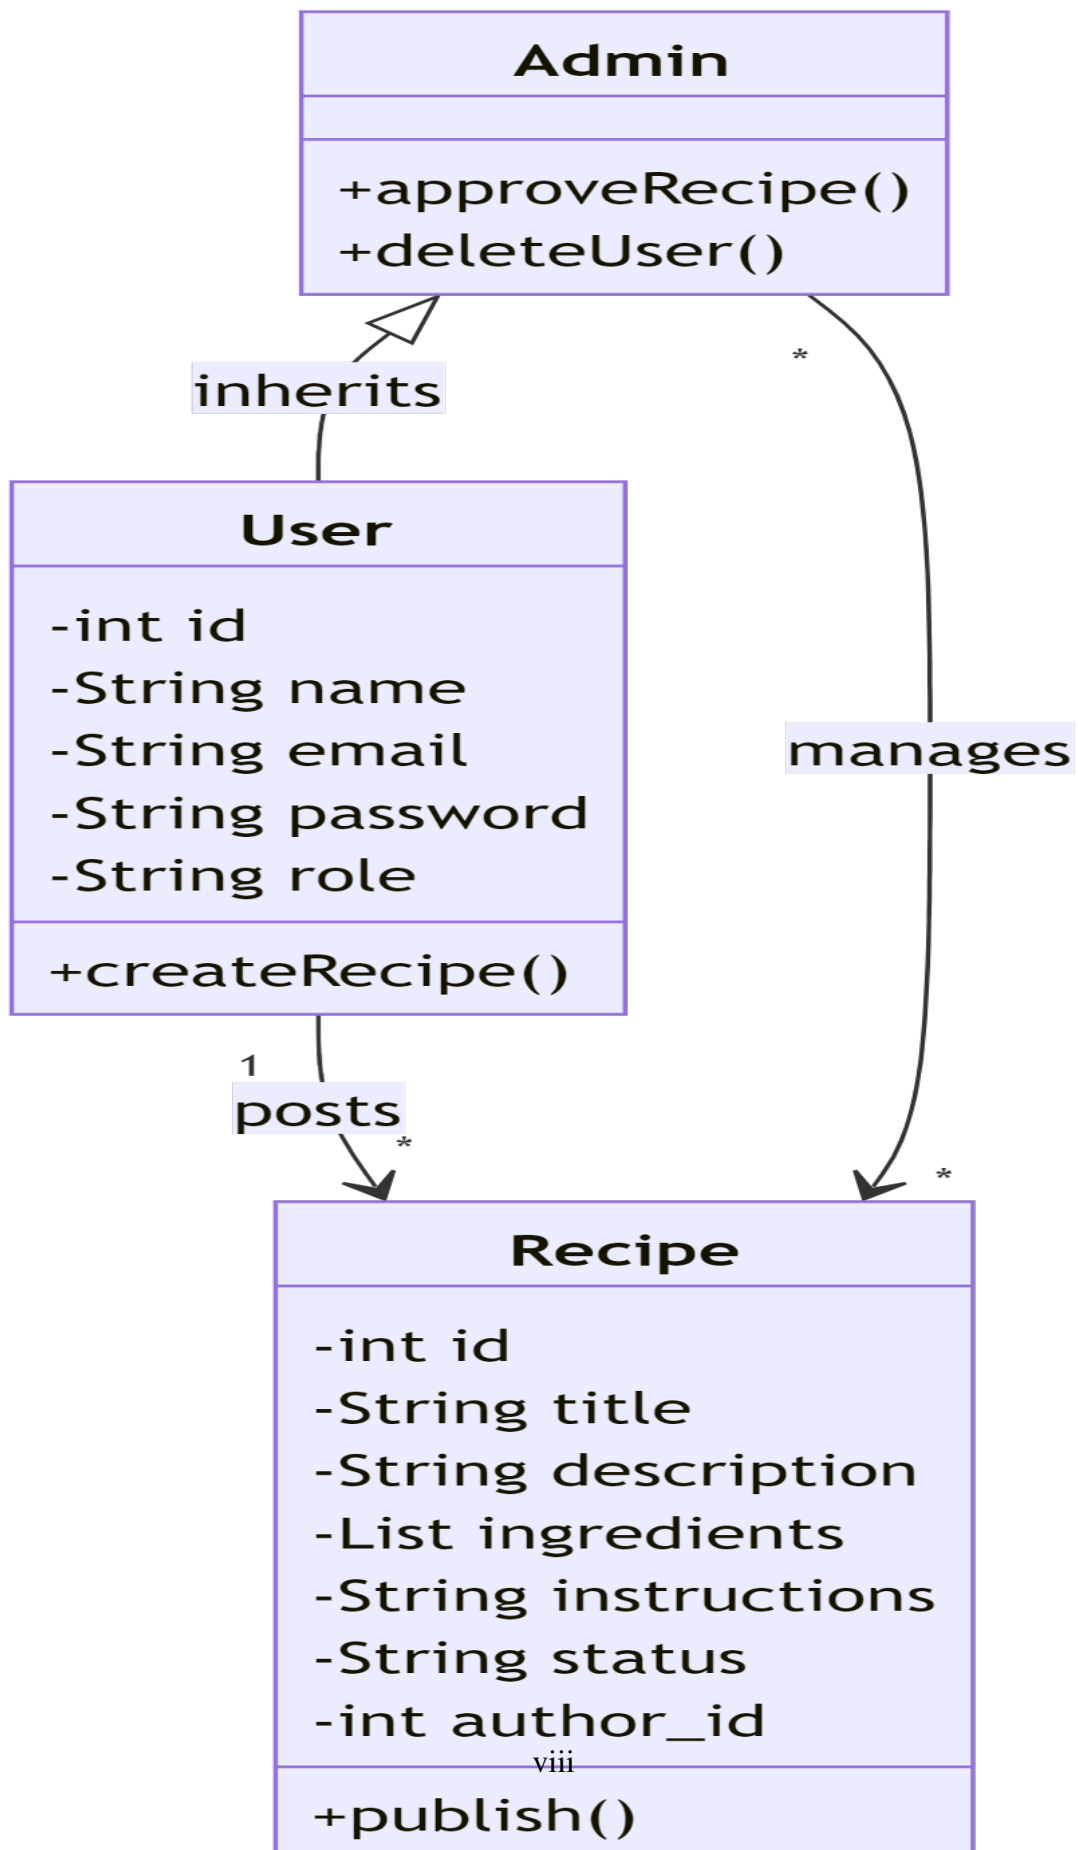 Admin
+approveRecipe()
+deleteUser()
*
inherits
User
-int id
-String name
-String email
-String password
-String role
+createRecipe()
manages
1
posts
*
*
Recipe
-int id
-String title
-String description
-List ingredients
-String instructions
-String status
-int author_id
viii
+publish()